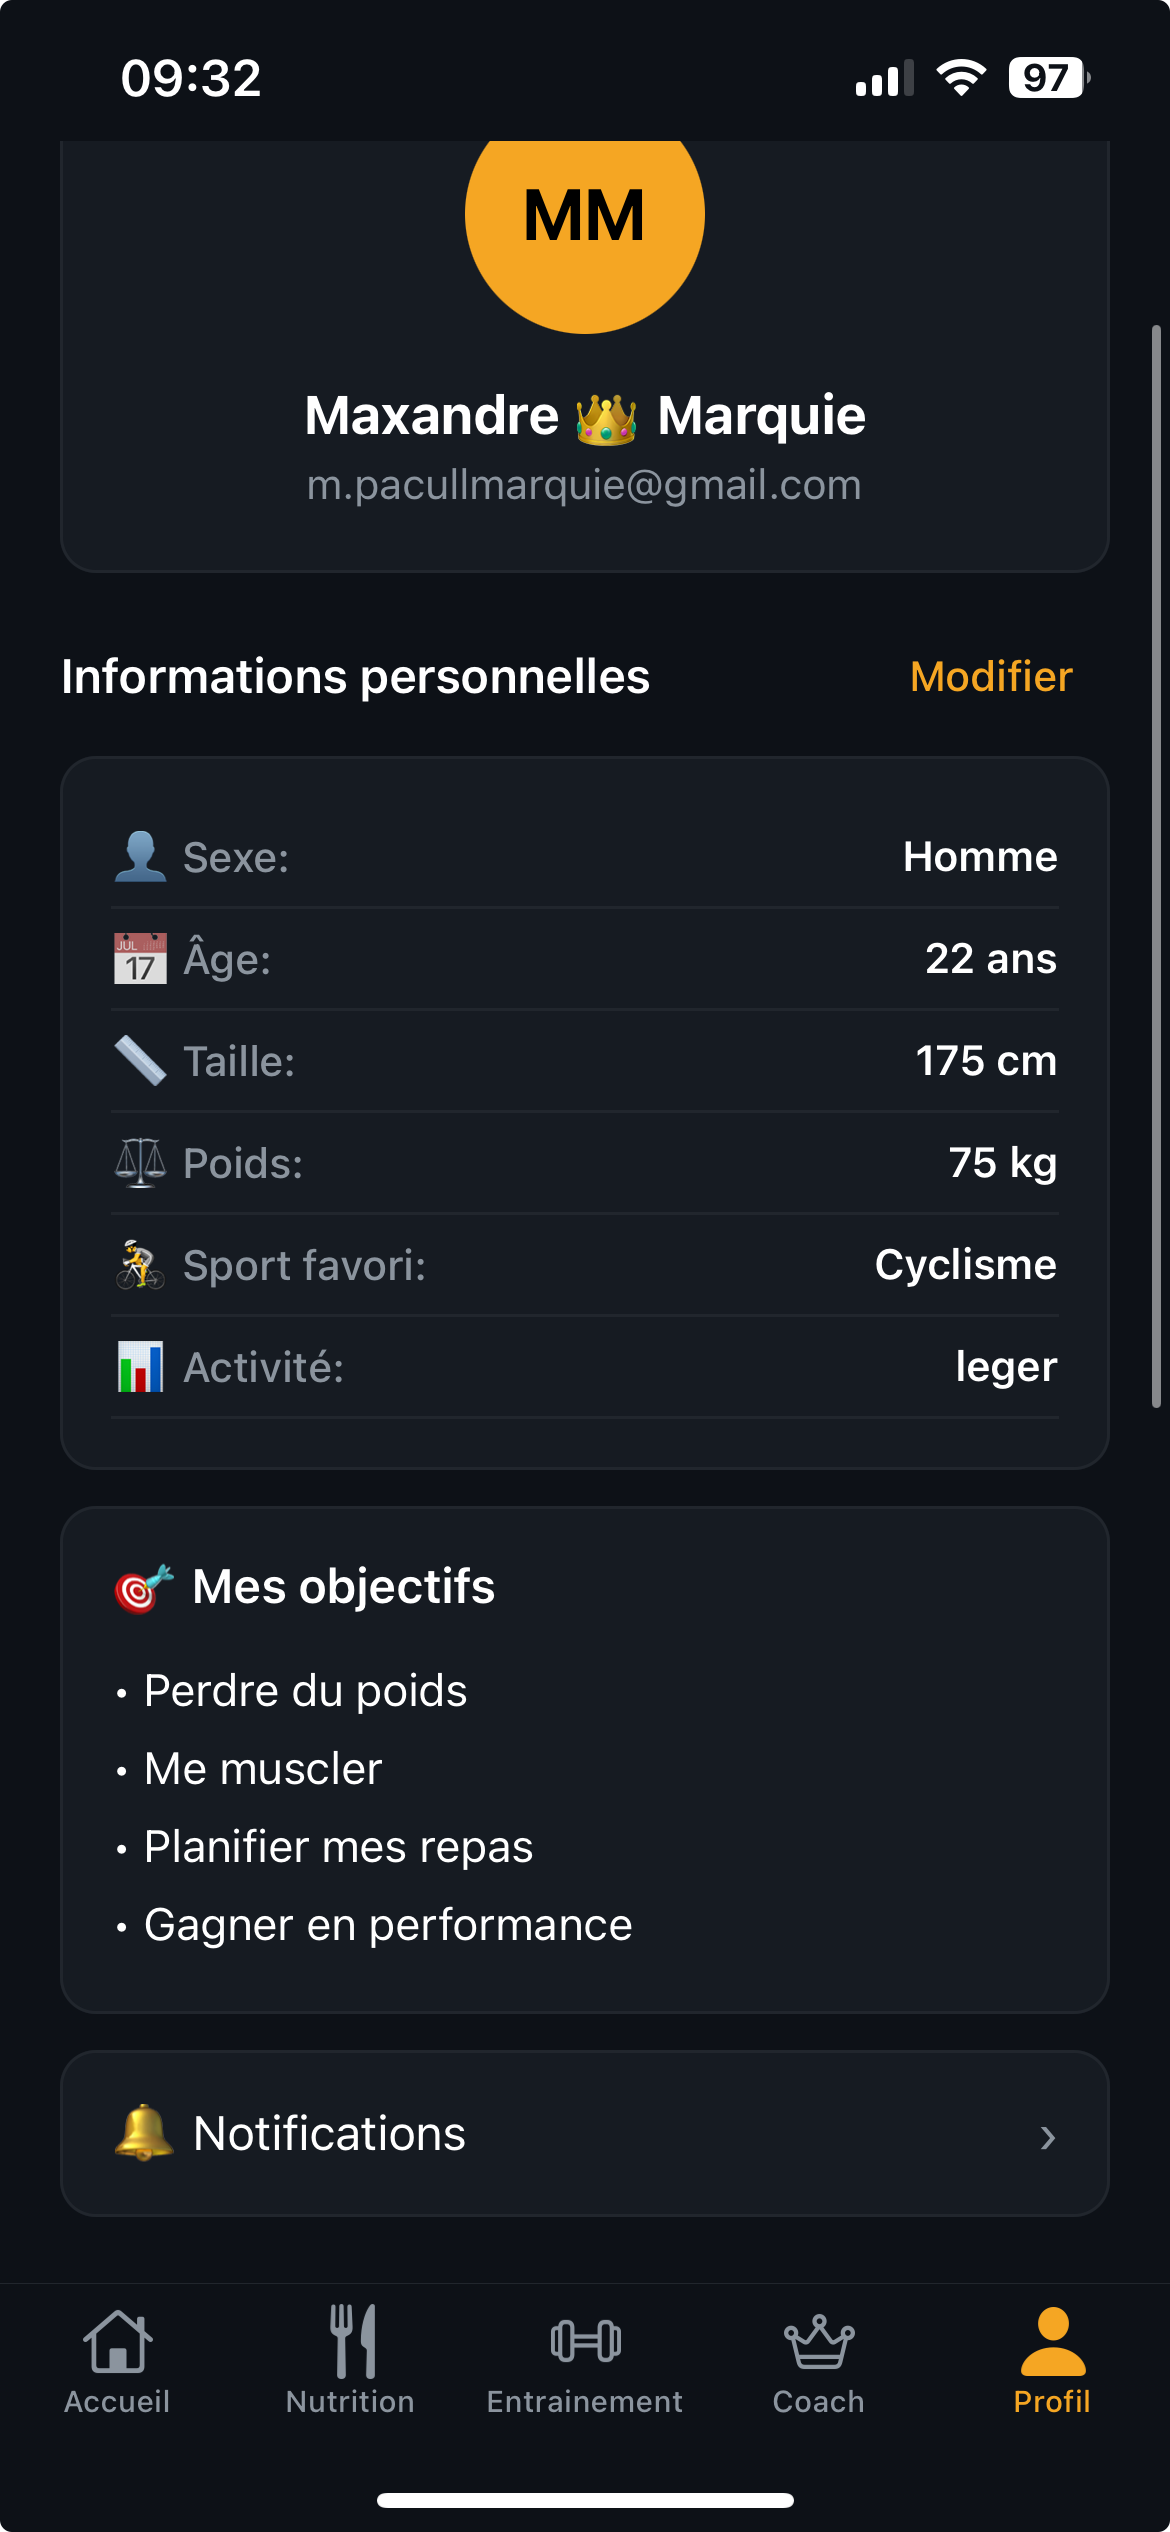 09:32
97
MM
Maxandre 👑 Marquie
m.pacullmarquie@gmail.com
Informations personnelles
Modifier
👤 Sexe: Homme
📅 Âge: 22 ans
📏 Taille: 175 cm
⚖️ Poids: 75 kg
🚴 Sport favori: Cyclisme
📊 Activité: leger
🎯 Mes objectifs
• Perdre du poids
• Me muscler
• Planifier mes repas
• Gagner en performance
🔔 Notifications ›
Accueil
Nutrition
Entrainement
Coach
Profil